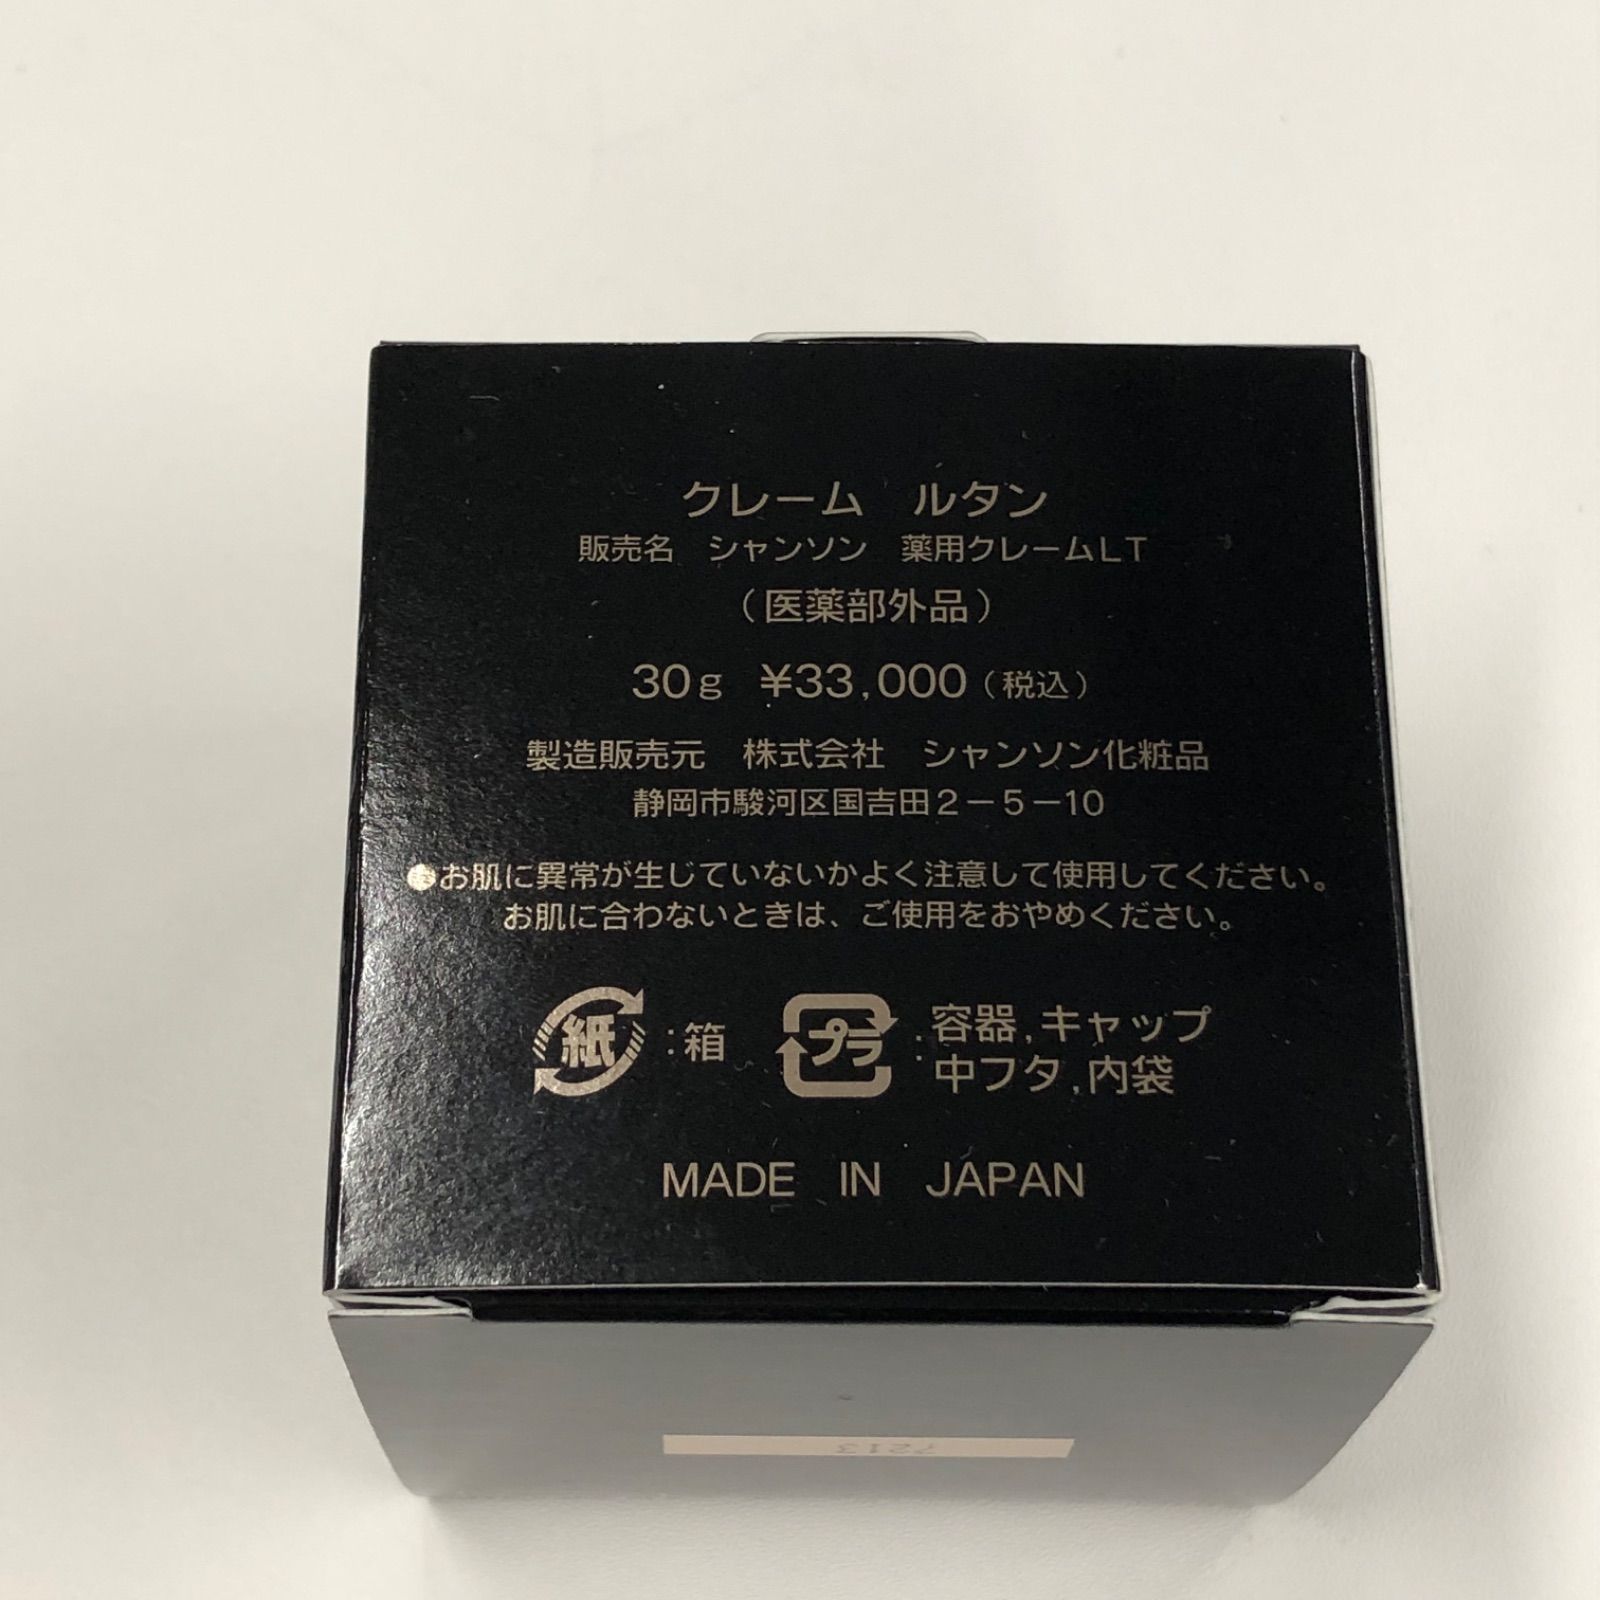 クレーム ルタン
販売名 シャンソン 薬用クレームLT
(医薬部外品)
30g ¥33,000(税込)
製造販売元 株式会社 シャンソン化粧品
静岡市駿河区国吉田2-5-10
●お肌に異常が生じていないかよく注意して使用してください。
お肌に合わないときは、ご使用をおやめください。
紙:箱 プラ:容器,キャップ
中フタ,内袋
MADE IN JAPAN
7213